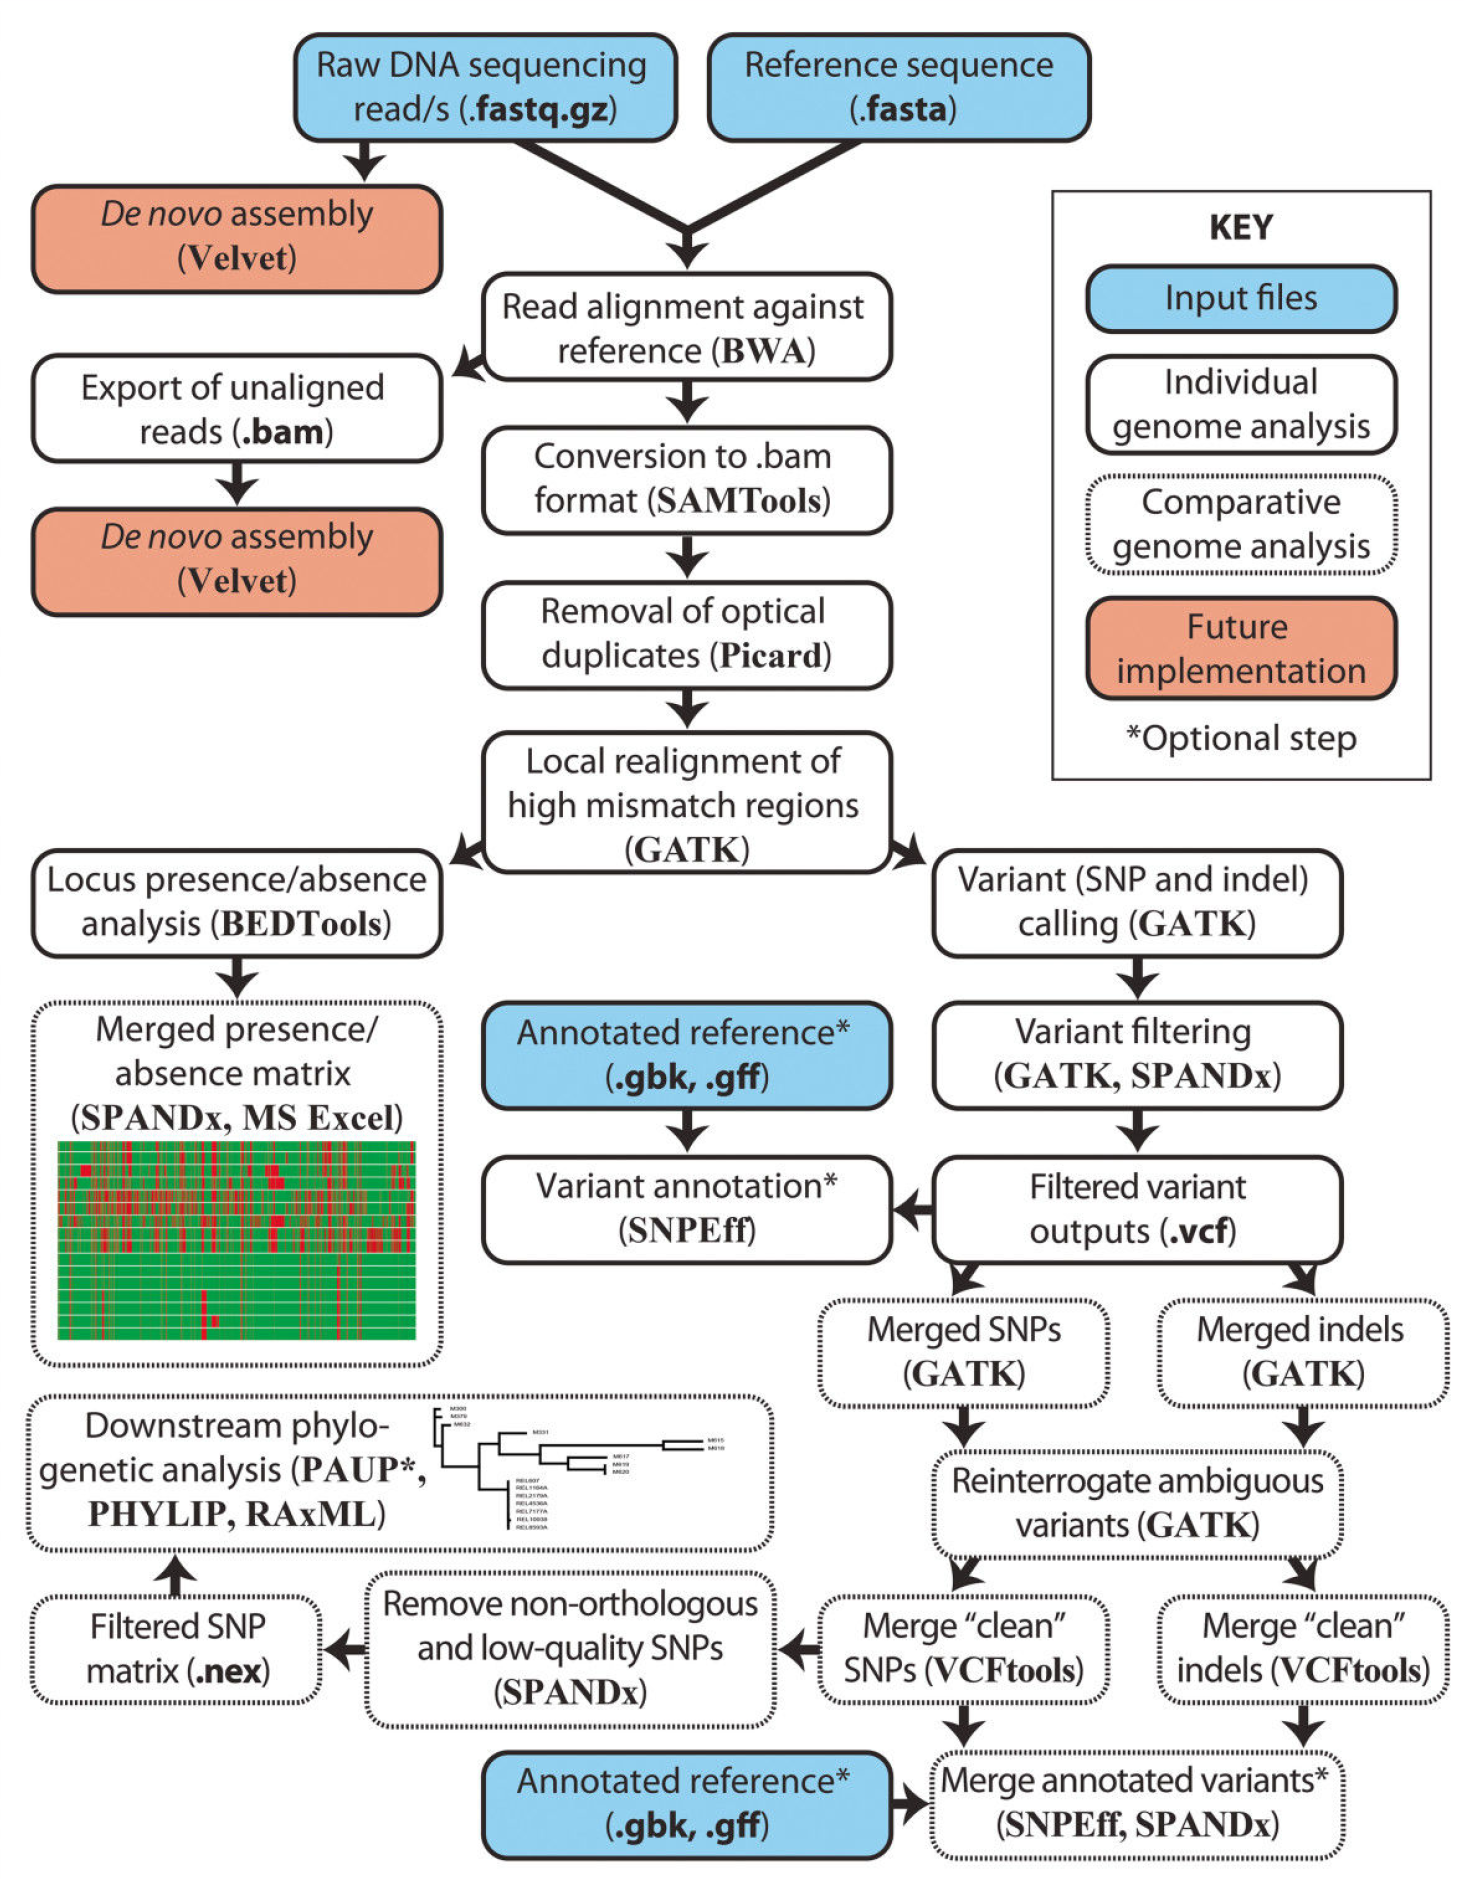 Raw DNA sequencing
read/s (.fastq.gz)
Reference sequence
(.fasta)
De novo assembly
(Velvet)
KEY
Input files
Individual
genome analysis
Comparative
genome analysis
Future
implementation
*Optional step
Read alignment against
reference (BWA)
Export of unaligned
reads (.bam)
De novo assembly
(Velvet)
Conversion to .bam
format (SAMTools)
Removal of optical
duplicates (Picard)
Local realignment of
high mismatch regions
(GATK)
Locus presence/absence
analysis (BEDTools)
Variant (SNP and indel)
calling (GATK)
Merged presence/
absence matrix
(SPANDx, MS Excel)
Annotated reference*
(.gbk, .gff)
Variant filtering
(GATK, SPANDx)
Variant annotation*
(SNPEff)
Filtered variant
outputs (.vcf)
Merged SNPs
(GATK)
Merged indels
(GATK)
Downstream phylo-
genetic analysis (PAUP*,
PHYLIP, RAxML)
M379
M632
M331
M615
M617
M619
M620
REL607
REL1164A
REL2179A
REL4536A
REL7177A
REL8593A
Reinterrogate ambiguous
variants (GATK)
Filtered SNP
matrix (.nex)
Remove non-orthologous
and low-quality SNPs
(SPANDx)
Merge “clean”
SNPs (VCFtools)
Merge “clean”
indels (VCFtools)
Annotated reference*
(.gbk, .gff)
Merge annotated variants*
(SNPEff, SPANDx)